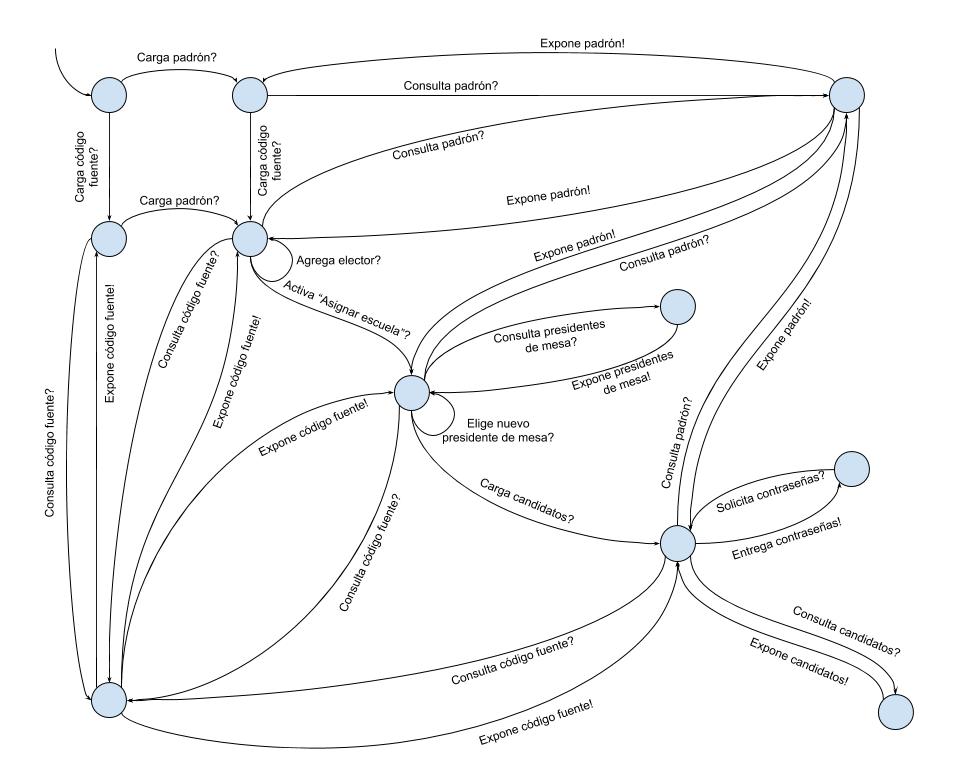 Expone padrón!
Carga padrón?
Consulta padrón?
Carga código
fuente?
Carga código
fuente?
Consulta padrón?
Carga padrón?
Expone padrón!
Expone padrón!
Consulta padrón?
Agrega elector?
Consulta código fuente?
Activa “Asignar escuela”?
Expone código fuente!
Consulta presidentes
de mesa?
Expone código fuente!
Expone padrón!
Expone presidentes
de mesa!
Consulta código fuente?
Expone código fuente!
Elige nuevo
presidente de mesa?
Consulta padrón?
Carga candidatos?
Solicita contraseñas?
Consulta código fuente?
Entrega contraseñas!
Consulta candidatos?
Expone candidatos!
Consulta código fuente?
Expone código fuente!